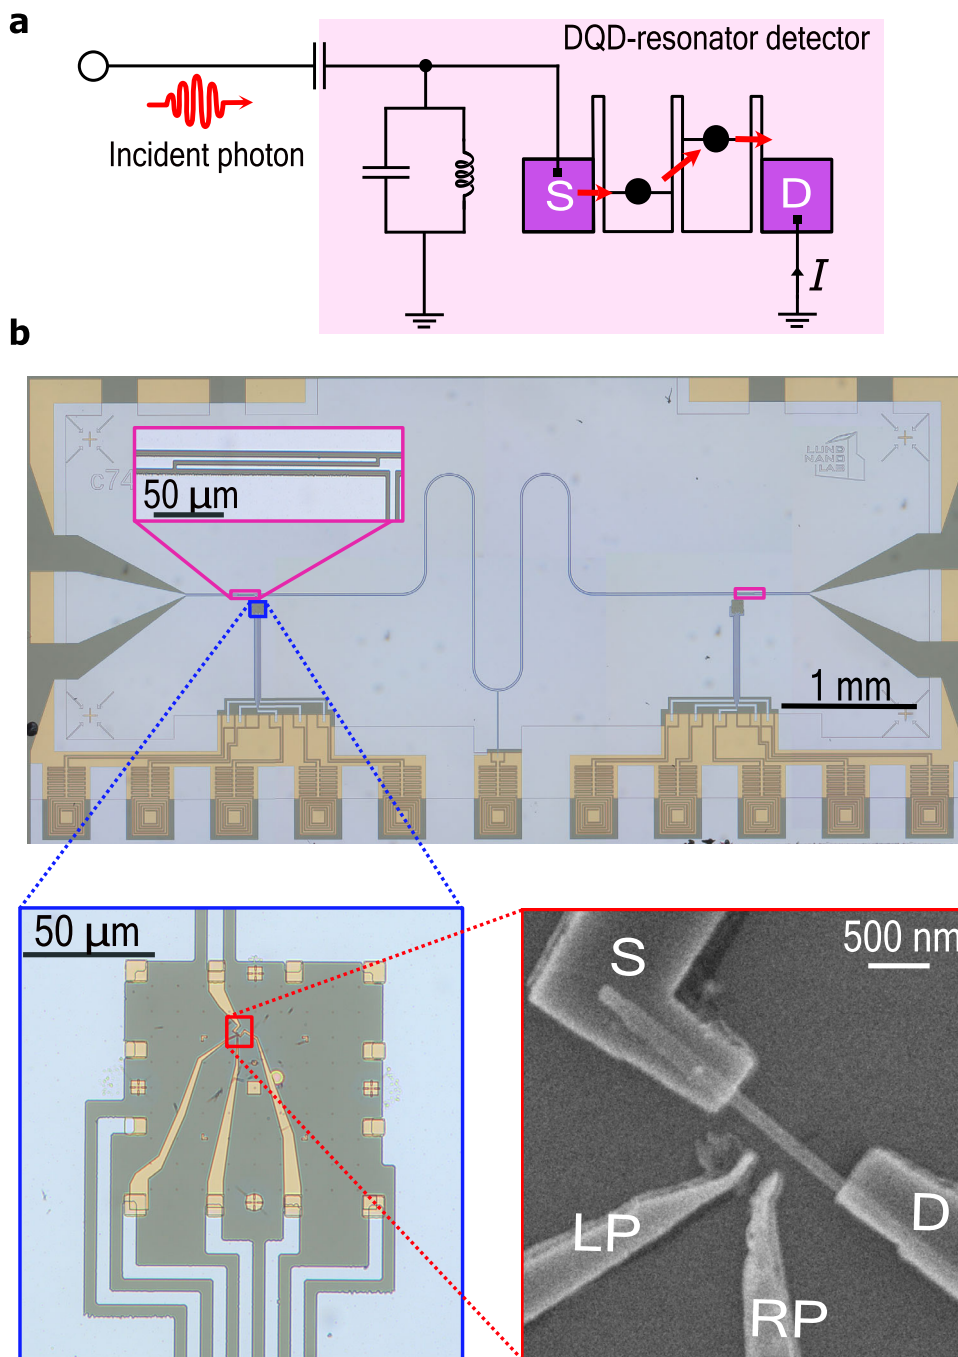 a
DQD-resonator detector
Incident photon
S
D
I
b
c74
50 μm
LUND
NANO
LAB
1 mm
50 μm
S
500 nm
LP
D
RP